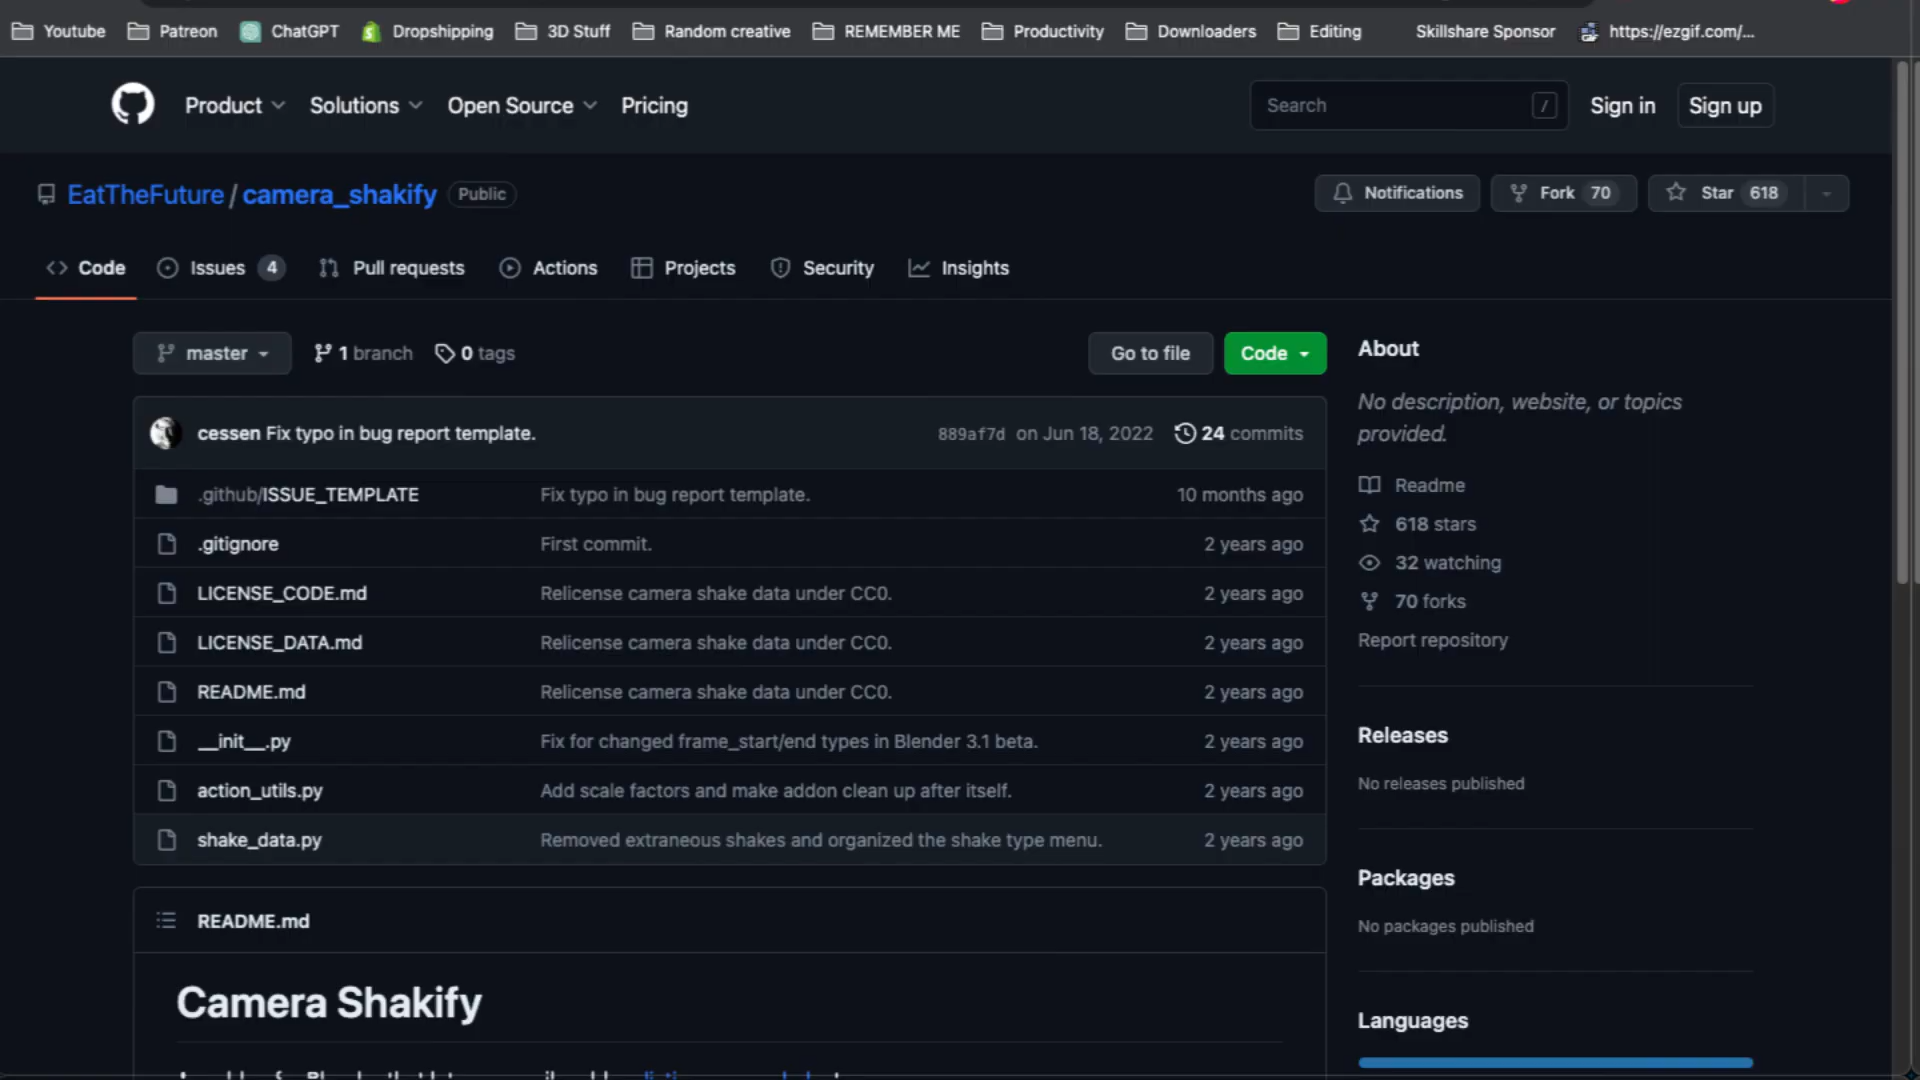 Youtube Patreon ChatGPT Dropshipping 3D Stuff Random creative REMEMBER ME Productivity Downloaders Editing Skillshare Sponsor https://ezgif.com/...
Product Solutions Open Source Pricing Search / Sign in Sign up
EatTheFuture / camera_shakify Public Notifications Fork 70 Star 618
Code Issues 4 Pull requests Actions Projects Security Insights
master 1 branch 0 tags Go to file Code
cessen Fix typo in bug report template. 889af7d on Jun 18, 2022 24 commits
.github/ISSUE_TEMPLATE Fix typo in bug report template. 10 months ago
.gitignore First commit. 2 years ago
LICENSE_CODE.md Relicense camera shake data under CC0. 2 years ago
LICENSE_DATA.md Relicense camera shake data under CC0. 2 years ago
README.md Relicense camera shake data under CC0. 2 years ago
__init__.py Fix for changed frame_start/end types in Blender 3.1 beta. 2 years ago
action_utils.py Add scale factors and make addon clean up after itself. 2 years ago
shake_data.py Removed extraneous shakes and organized the shake type menu. 2 years ago
README.md
Camera Shakify
About
No description, website, or topics
provided.
Readme
618 stars
32 watching
70 forks
Report repository
Releases
No releases published
Packages
No packages published
Languages